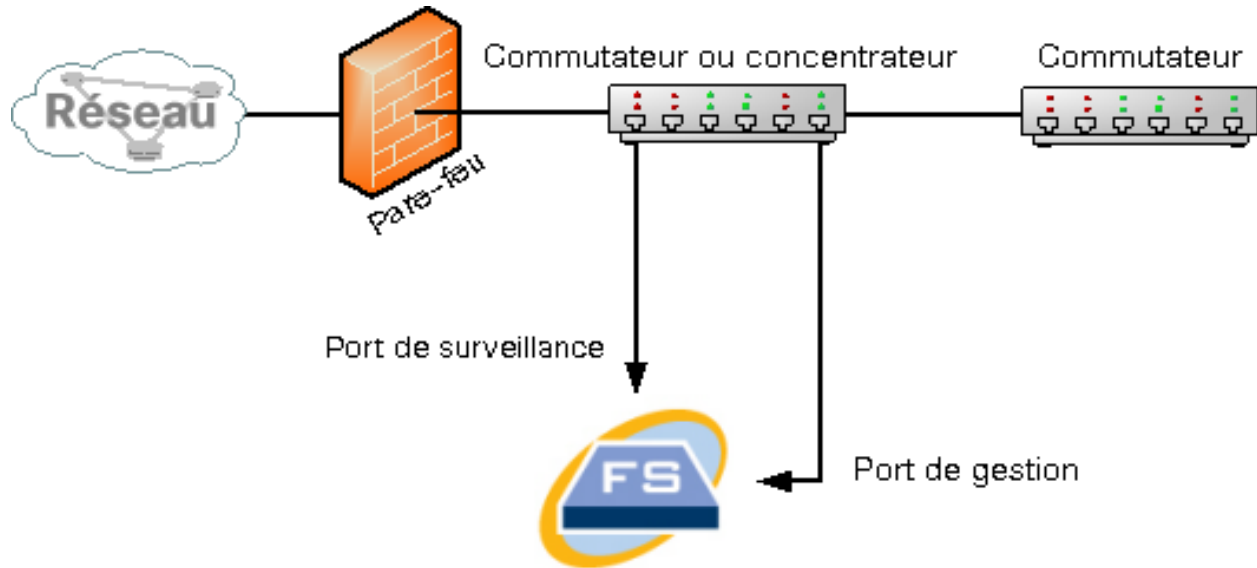 Réseau
Pare-feu
Commutateur ou concentrateur
Commutateur
Port de surveillance
Port de gestion
FS